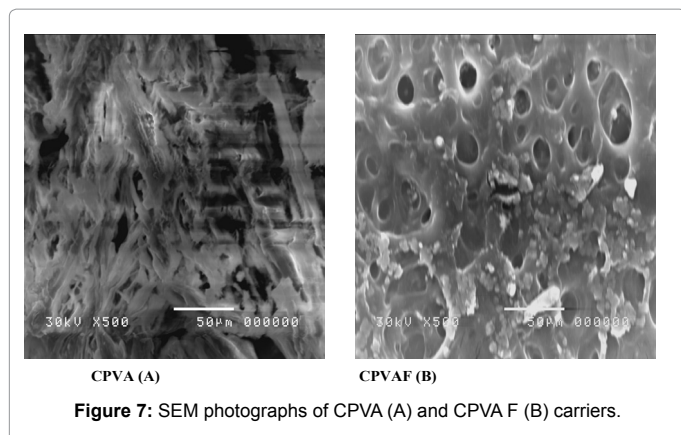 30kV X500 50μm 000000
30kV X500 50μm 000000
CPVA (A) CPVAF (B)
Figure 7: SEM photographs of CPVA (A) and CPVA F (B) carriers.